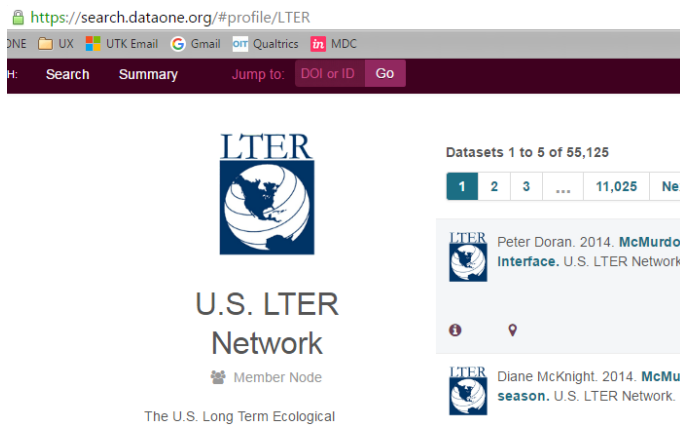 https://search.dataone.org/#profile/LTER
ONE UX UTK Email Gmail OIT Qualtrics in MDC
H: Search Summary Jump to: DOI or ID Go
LTER
U.S. LTER
Network
Member Node
The U.S. Long Term Ecological
Datasets 1 to 5 of 55,125
1 2 3 ... 11,025 Ne
LTER
Peter Doran. 2014. McMurdo
Interface. U.S. LTER Network
LTER
Diane McKnight. 2014. McMu
season. U.S. LTER Network.